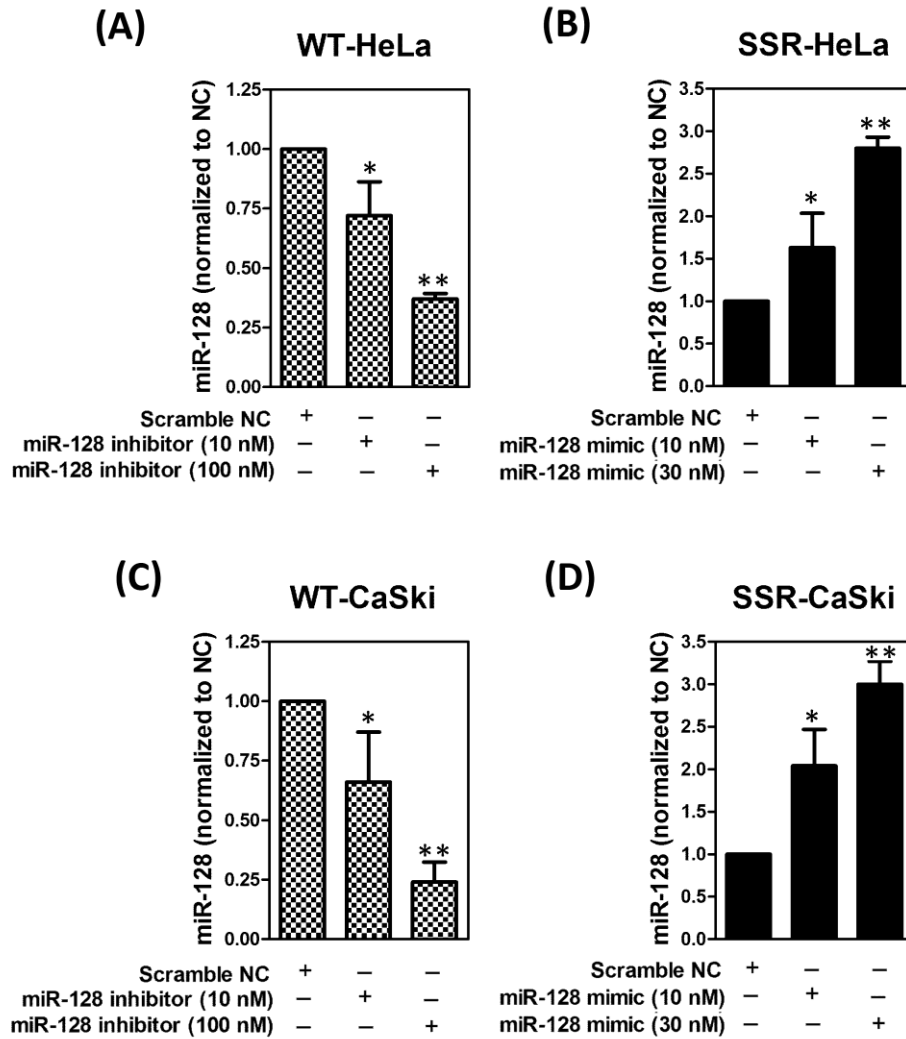 (A)
WT-HeLa
miR-128 (normalized to NC)
1.25
1.00
0.75
0.50
0.25
0.00
*
**
Scramble NC + – –
miR-128 inhibitor (10 nM) – + –
miR-128 inhibitor (100 nM) – – +
(B)
SSR-HeLa
miR-128 (normalized to NC)
3.5
3.0
2.5
2.0
1.5
1.0
0.5
0.0
*
**
Scramble NC + – –
miR-128 mimic (10 nM) – + –
miR-128 mimic (30 nM) – – +
(C)
WT-CaSki
miR-128 (normalized to NC)
1.25
1.00
0.75
0.50
0.25
0.00
*
**
Scramble NC + – –
miR-128 inhibitor (10 nM) – + –
miR-128 inhibitor (100 nM) – – +
(D)
SSR-CaSki
miR-128 (normalized to NC)
3.5
3.0
2.5
2.0
1.5
1.0
0.5
0.0
*
**
Scramble NC + – –
miR-128 mimic (10 nM) – + –
miR-128 mimic (30 nM) – – +